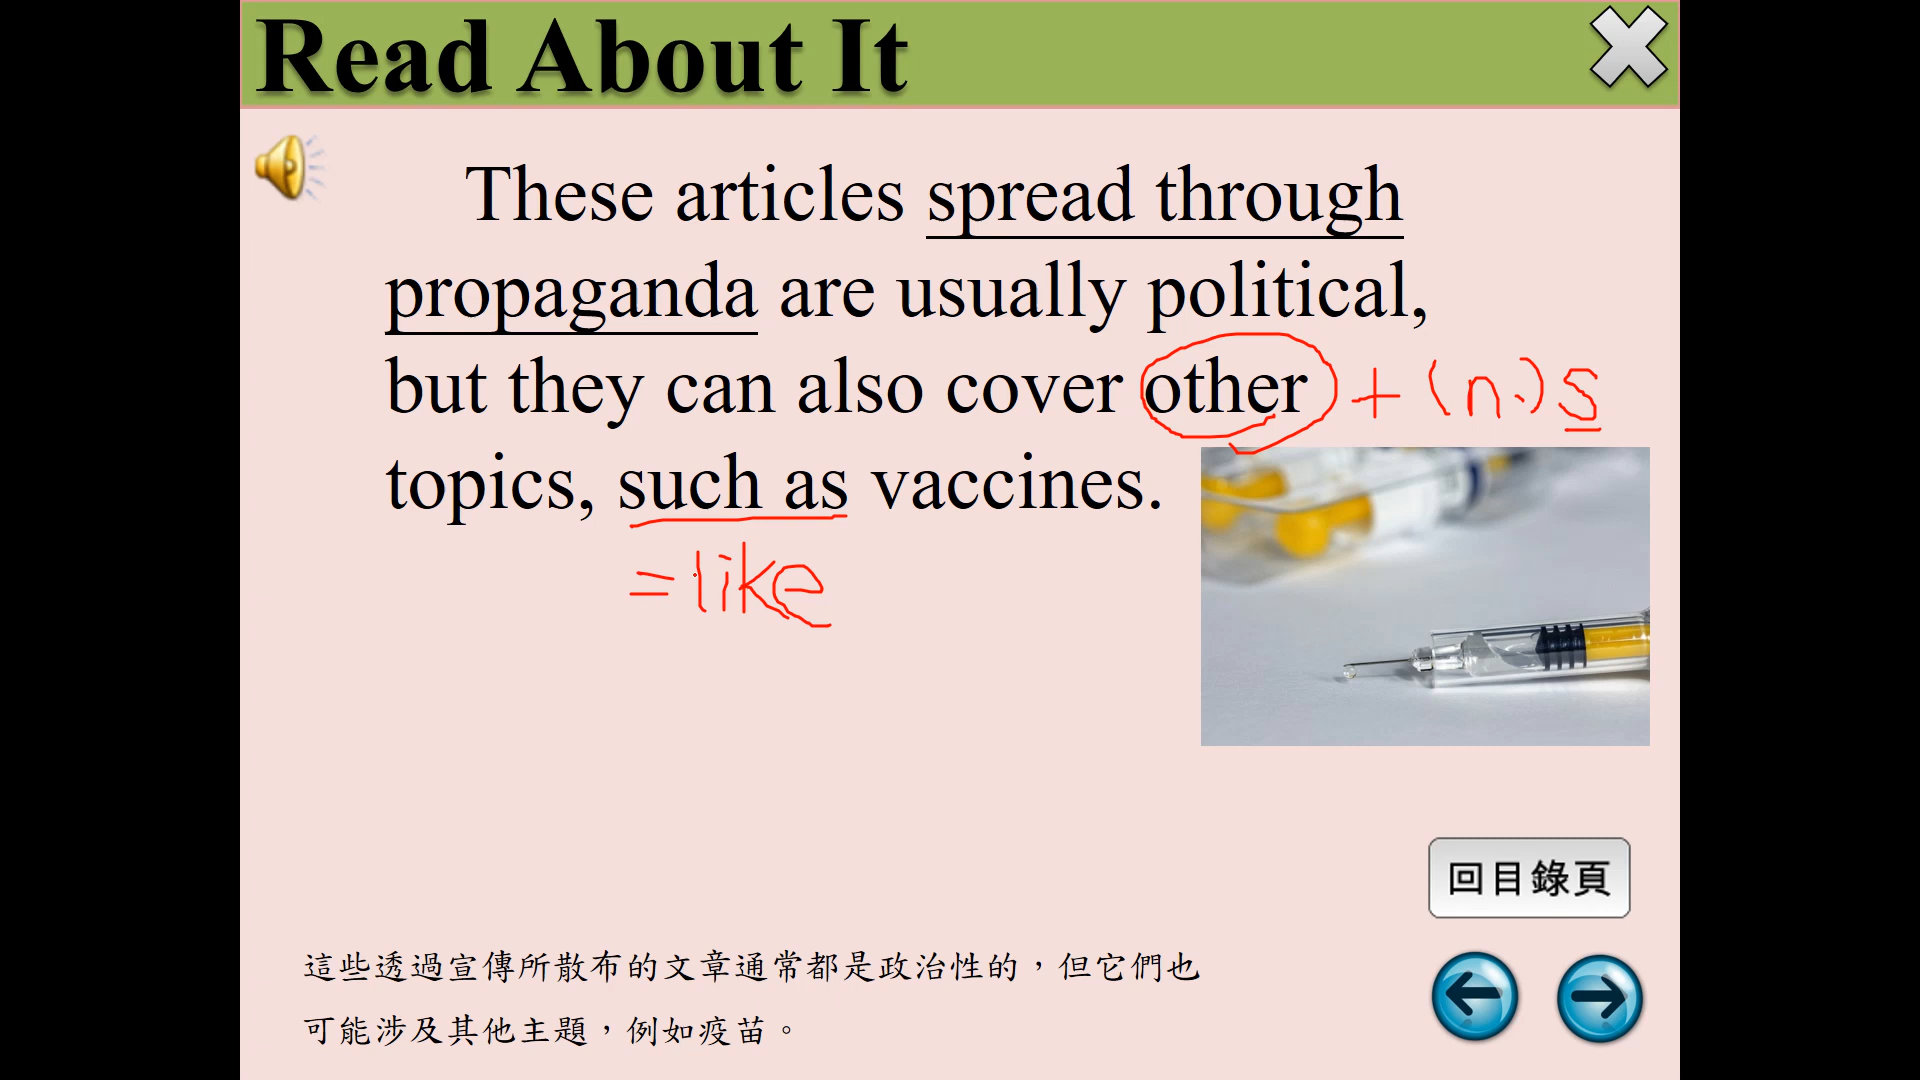 Read About It
These articles spread through
propaganda are usually political,
but they can also cover other + (n.)s
topics, such as vaccines.
=like
回目錄頁
這些透過宣傳所散布的文章通常都是政治性的，但它們也
可能涉及其他主題，例如疫苗。